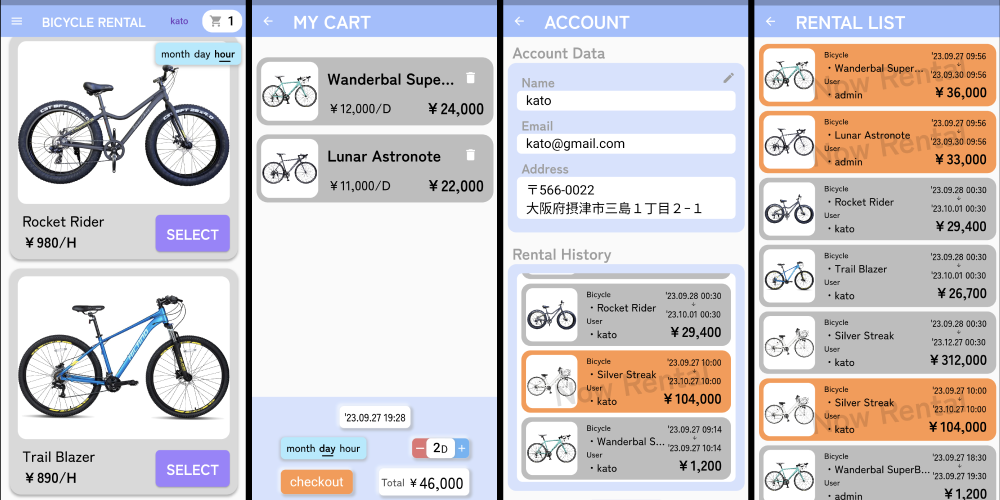 BICYCLE RENTAL
kato
1
month day hour
Rocket Rider
￥980/H
SELECT
Trail Blazer
￥890/H
SELECT
MY CART
Wanderbal Supe...
￥12,000/D
￥24,000
Lunar Astronote
￥11,000/D
￥22,000
'23.09.27 19:28
month day hour
2D
checkout
Total ￥46,000
ACCOUNT
Account Data
Name
kato
Email
kato@gmail.com
Address
〒566-0022
大阪府摂津市三島１丁目２−１
Rental History
Bicycle
・Rocket Rider
User
・kato
'23.09.28 00:30
'23.10.01 00:30
￥29,400
Now Rental
Bicycle
・Silver Streak
User
・kato
'23.09.27 10:00
'23.10.27 10:00
￥104,000
Bicycle
・Wanderbal S...
User
・kato
'23.09.27 09:14
'23.09.27 10:14
￥1,200
RENTAL LIST
Now Rental
Bicycle
・Wanderbal Super...
User
・admin
'23.09.27 09:56
'23.09.30 09:56
￥36,000
Now Rental
Bicycle
・Lunar Astronote
User
・admin
'23.09.27 09:56
'23.09.30 09:56
￥33,000
Bicycle
・Rocket Rider
User
・kato
'23.09.28 00:30
'23.10.01 00:30
￥29,400
Bicycle
・Trail Blazer
User
・kato
'23.09.28 00:30
'23.10.01 00:30
￥26,700
Bicycle
・Silver Streak
User
・kato
'23.09.28 00:30
'23.12.27 00:30
￥312,000
Now Rental
Bicycle
・Silver Streak
User
・kato
'23.09.27 10:00
'23.10.27 10:00
￥104,000
Bicycle
・Wanderbal SuperB...
User
・admin
'23.09.27 18:30
'23.09.27 19:30
￥1,200